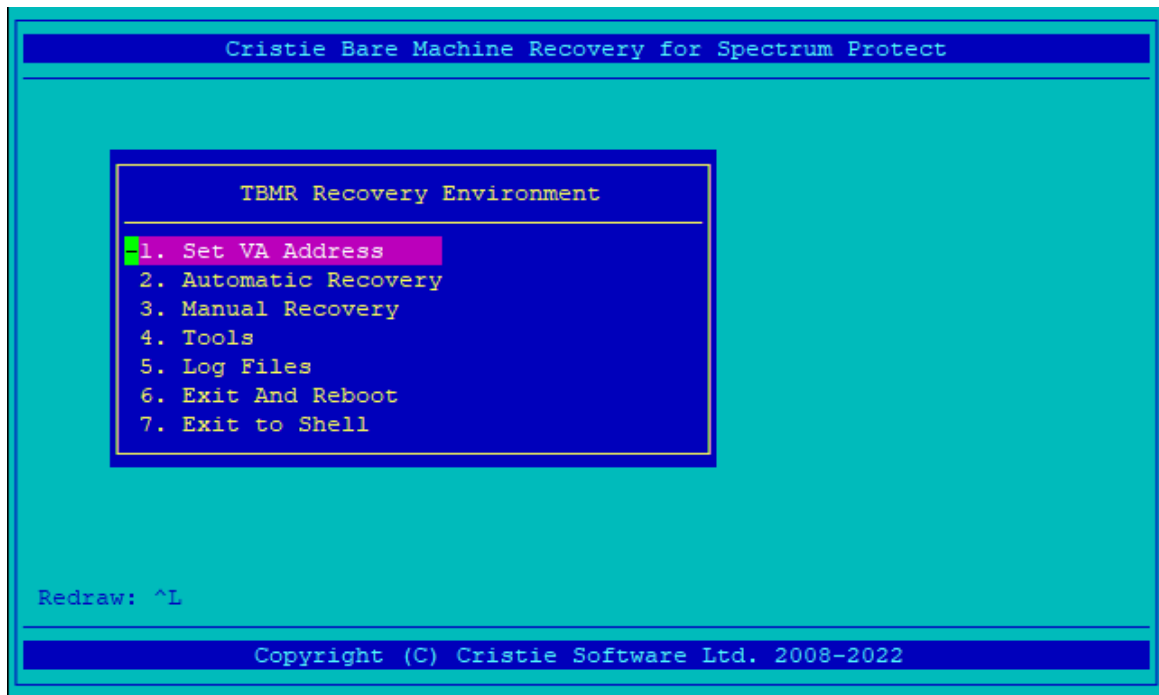 Cristie Bare Machine Recovery for Spectrum Protect
TBMR Recovery Environment
1. Set VA Address
2. Automatic Recovery
3. Manual Recovery
4. Tools
5. Log Files
6. Exit And Reboot
7. Exit to Shell
Redraw: ^L
Copyright (C) Cristie Software Ltd. 2008-2022